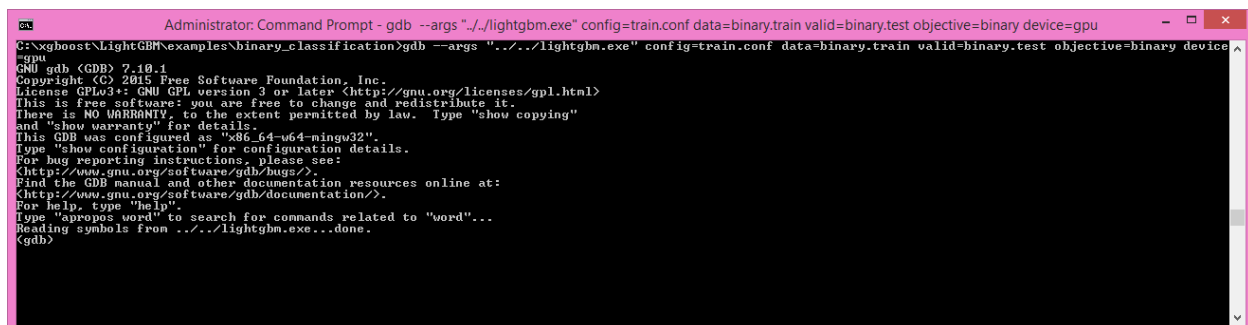 Administrator: Command Prompt - gdb --args "../../lightgbm.exe" config=train.conf data=binary.train valid=binary.test objective=binary device=gpu
C:\xgboost\LightGBM\examples\binary_classification>gdb --args "../../lightgbm.exe" config=train.conf data=binary.train valid=binary.test objective=binary device
=gpu
GNU gdb (GDB) 7.10.1
Copyright (C) 2015 Free Software Foundation, Inc.
License GPLv3+: GNU GPL version 3 or later <http://gnu.org/licenses/gpl.html>
This is free software: you are free to change and redistribute it.
There is NO WARRANTY, to the extent permitted by law.  Type "show copying"
and "show warranty" for details.
This GDB was configured as "x86_64-w64-mingw32".
Type "show configuration" for configuration details.
For bug reporting instructions, please see:
<http://www.gnu.org/software/gdb/bugs/>.
Find the GDB manual and other documentation resources online at:
<http://www.gnu.org/software/gdb/documentation/>.
For help, type "help".
Type "apropos word" to search for commands related to "word"...
Reading symbols from ../../lightgbm.exe...done.
(gdb)